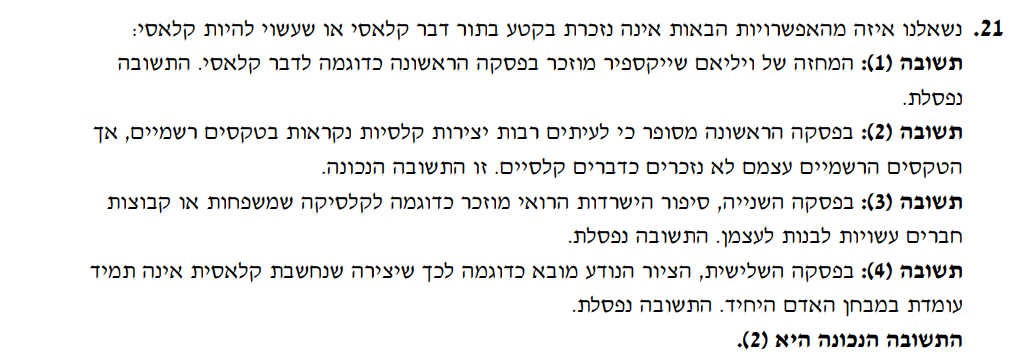 21. נשאלנו איזה מהאפשרויות הבאות אינה נזכרת בקטע בתור דבר קלאסי או שעשוי להיות קלאסי:
תשובה (1): המחזה של ויליאם שייקספיר מוזכר בפסקה הראשונה כדוגמה לדבר קלאסי. התשובה
נפסלת.
תשובה (2): בפסקה הראשונה מסופר כי לעיתים רבות יצירות קלסיות נקראות בטקסים רשמיים, אך
הטקסים הרשמיים עצמם לא נזכרים כדברים קלסיים. זו התשובה הנכונה.
תשובה (3): בפסקה השנייה, סיפור הישרדות הרואי מוזכר כדוגמה לקלסיקה שמשפחות או קבוצות
חברים עשויות לבנות לעצמן. התשובה נפסלת.
תשובה (4): בפסקה השלישית, הציור הנודע מובא כדוגמה לכך שיצירה שנחשבת קלאסית אינה תמיד
עומדת במבחן האדם היחיד. התשובה נפסלת.
התשובה הנכונה היא (2).